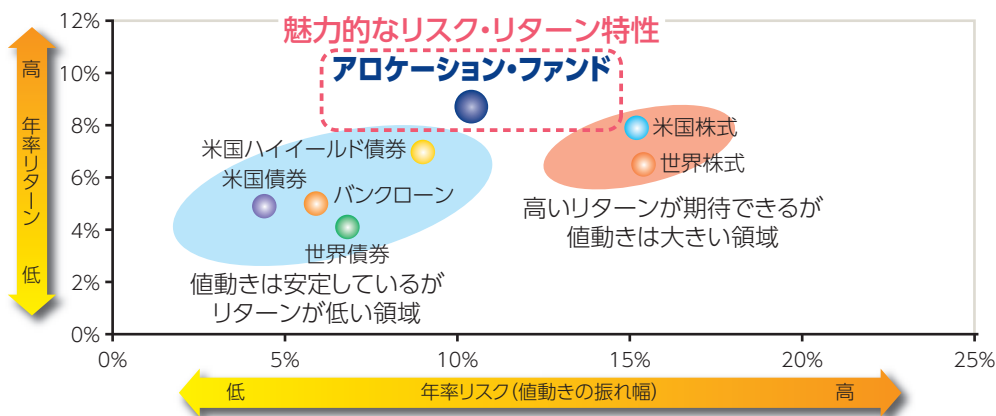 12%
10%
8%
6%
4%
2%
0%
高
年率リターン
低
魅力的なリスク・リターン特性
アロケーション・ファンド
米国ハイイールド債券
米国債券
バンクローン
世界債券
値動きは安定しているが
リターンが低い領域
米国株式
世界株式
高いリターンが期待できるが
値動きは大きい領域
0%
5%
10%
15%
20%
25%
低
年率リスク(値動きの振れ幅)
高